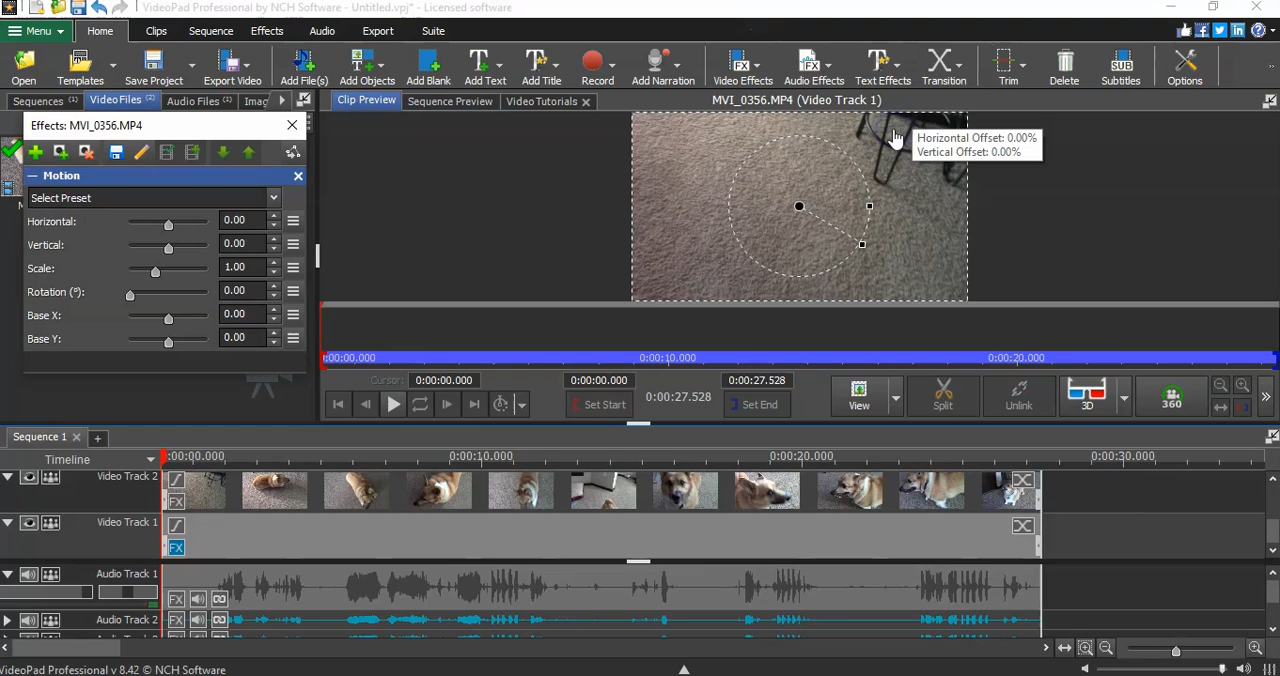 VideoPad Professional by NCH Software - Untitled.vpj* - Licensed software
Menu Home Clips Sequence Effects Audio Export Suite
Open Templates Save Project Export Video Add File(s) Add Objects Add Blank Add Text Add Title Record Add Narration Video Effects Audio Effects Text Effects Transition Trim Delete Subtitles Options
Sequences (1) Video Files (2) Audio Files (1) Imag Clip Preview Sequence Preview Video Tutorials MVI_0356.MP4 (Video Track 1)
Effects: MVI_0356.MP4
Horizontal Offset: 0.00%
Vertical Offset: 0.00%
Motion
Select Preset
Horizontal: 0.00
Vertical: 0.00
Scale: 1.00
Rotation (º): 0.00
Base X: 0.00
Base Y: 0.00
0:00:00.000 0:00:10.000 0:00:20.000
Cursor: 0:00:00.000 0:00:00.000 0:00:27.528
Set Start 0:00:27.528 Set End View Split Unlink 3D 360
Sequence 1
Timeline 0:00:00.000 0:00:10.000 0:00:20.000 0:00:30.000
Video Track 2
FX
Video Track 1
FX
Audio Track 1
FX
Audio Track 2 FX
VideoPad Professional v 8.42 © NCH Software